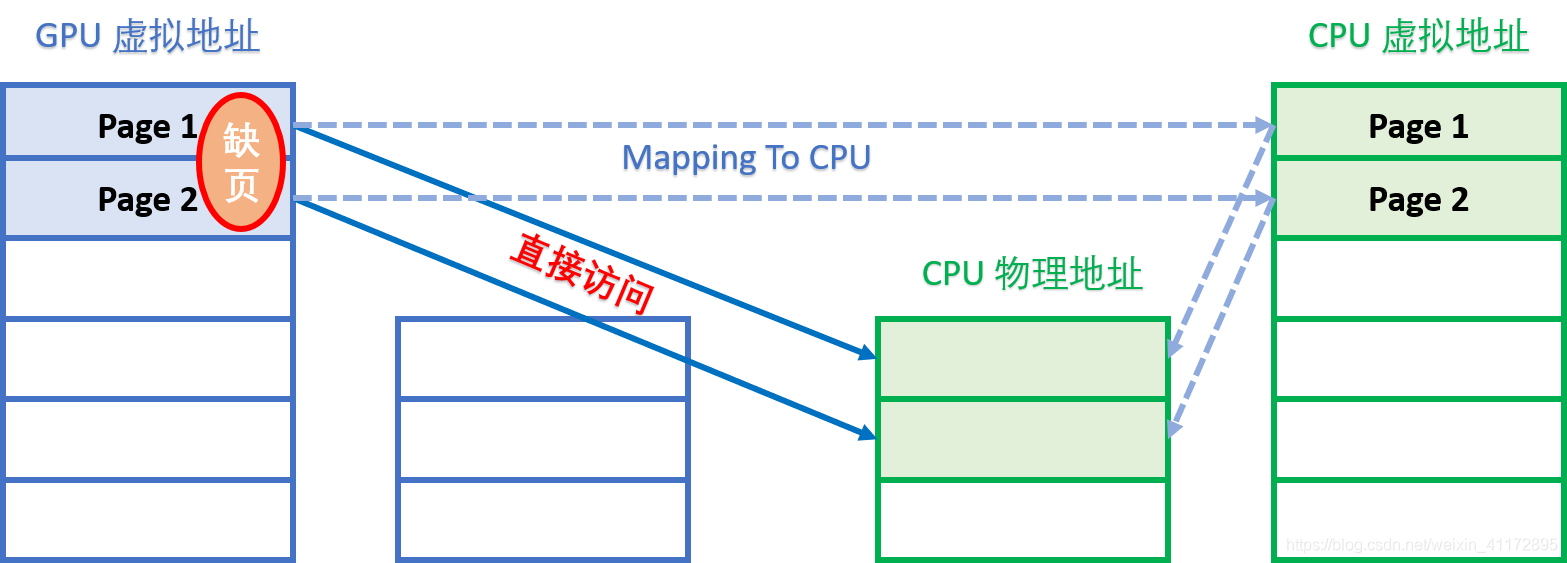 GPU 虚拟地址
CPU 虚拟地址
Page 1
缺
页
Page 2
Mapping To CPU
Page 1
Page 2
直接访问
CPU 物理地址
https://blog.csdn.net/weixin_41172895